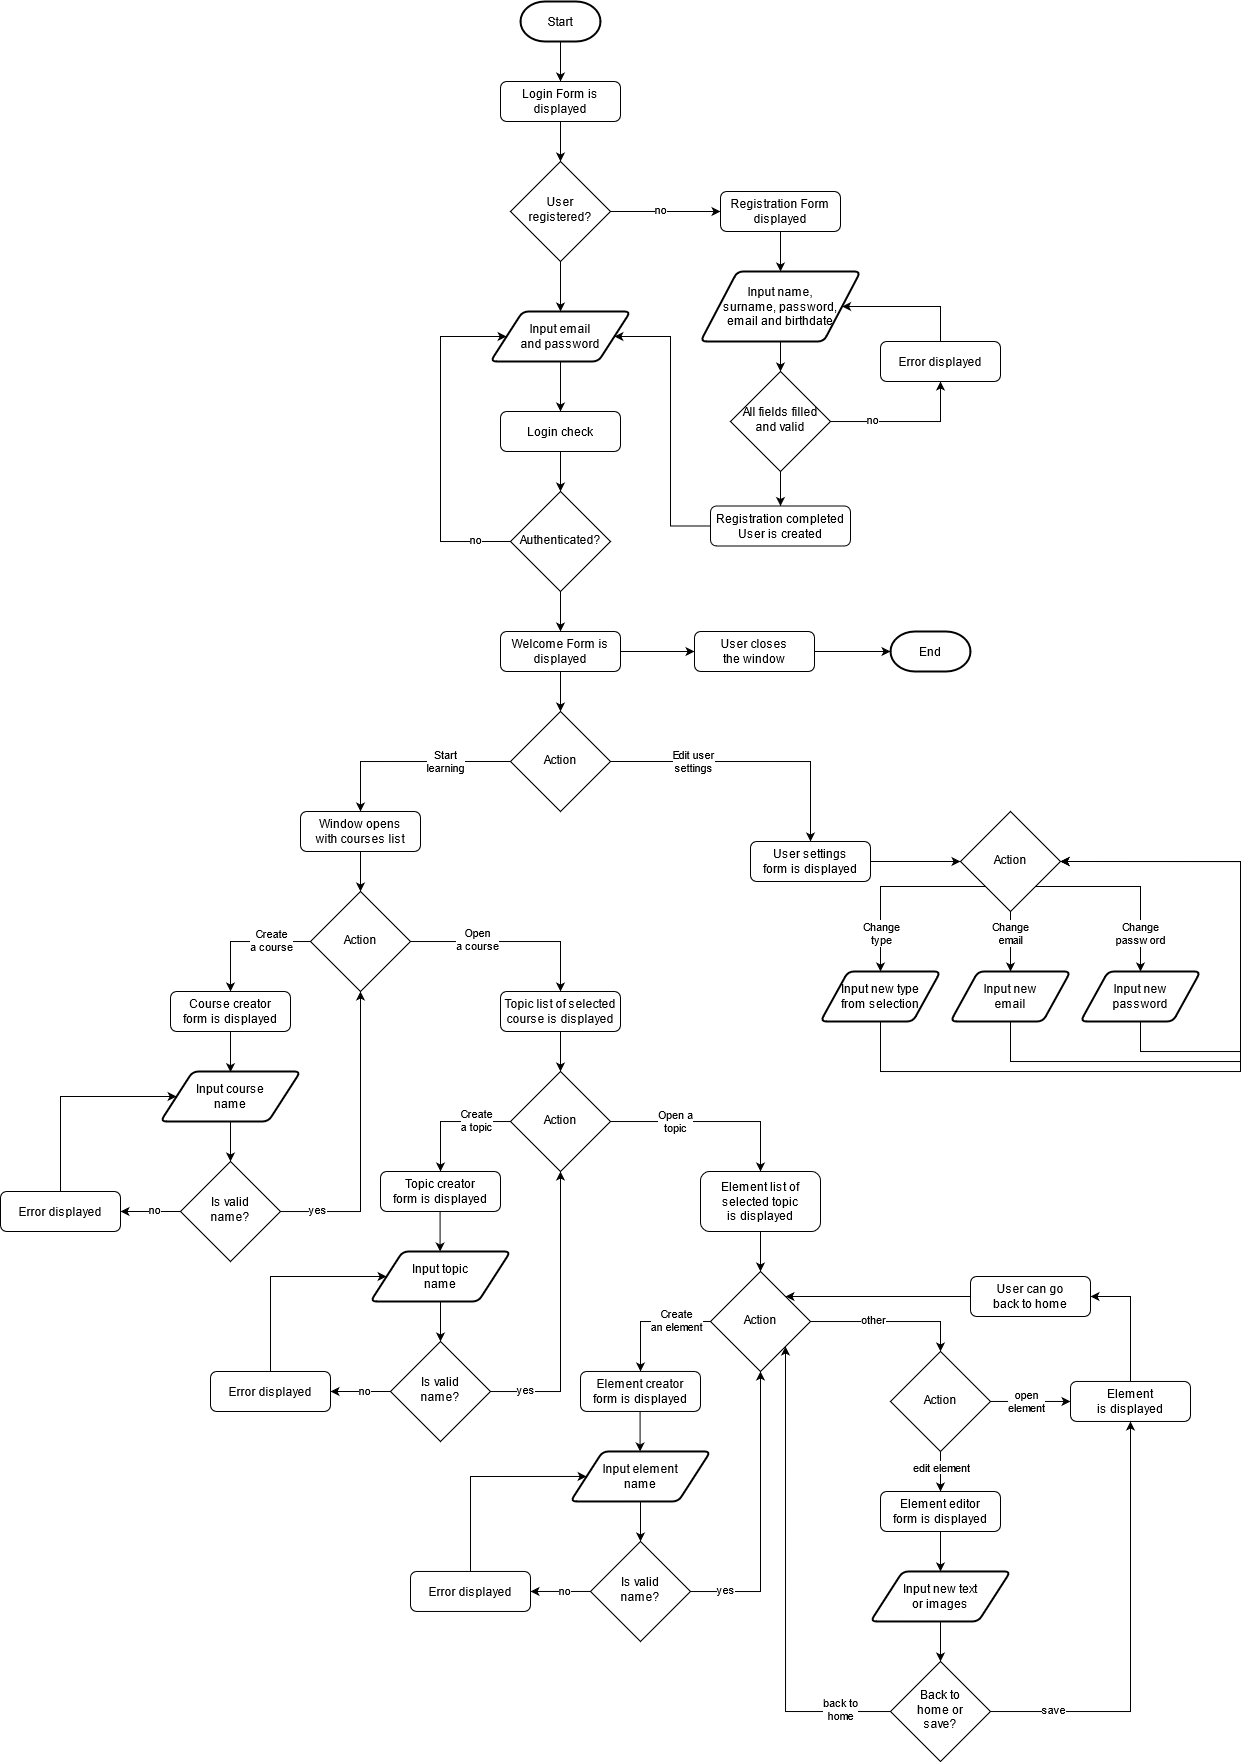 Start
Login Form is
displayed
User
registered?
no
Registration Form
displayed
Input name,
surname, password,
email and birthdate
Error displayed
All fields filled
and valid
no
Registration completed
User is created
Input email
and password
Login check
Authenticated?
no
Welcome Form is
displayed
User closes
the window
End
Action
Start
learning
Edit user
settings
Window opens
with courses list
User settings
form is displayed
Action
Change
type
Change
email
Change
password
Input new type
from selection
Input new
email
Input new
password
Action
Create
a course
Open
a course
Course creator
form is displayed
Input course
name
Is valid
name?
no
yes
Error displayed
Topic list of selected
course is displayed
Action
Create
a topic
Open a
topic
Topic creator
form is displayed
Input topic
name
Is valid
name?
no
yes
Error displayed
Element list of
selected topic
is displayed
Action
Create
an element
other
Element creator
form is displayed
Input element
name
Is valid
name?
no
yes
Error displayed
User can go
back to home
Action
open
element
Element
is displayed
edit element
Element editor
form is displayed
Input new text
or images
Back to
home or
save?
back to
home
save